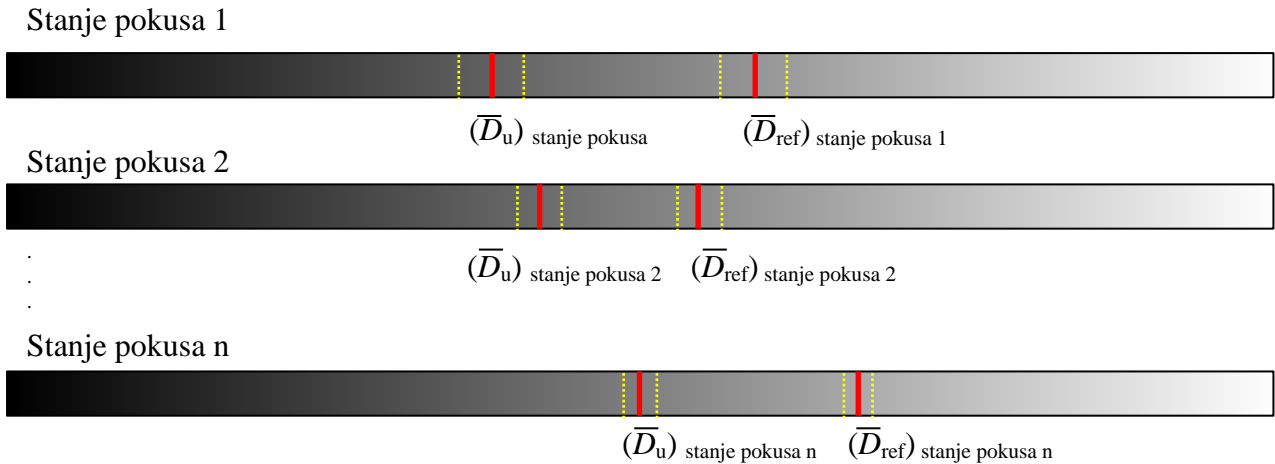 Stanje pokusa 1
(D̅u) stanje pokusa (D̅ref) stanje pokusa 1
Stanje pokusa 2
(D̅u) stanje pokusa 2 (D̅ref) stanje pokusa 2
.
.
.
Stanje pokusa n
(D̅u) stanje pokusa n (D̅ref) stanje pokusa n